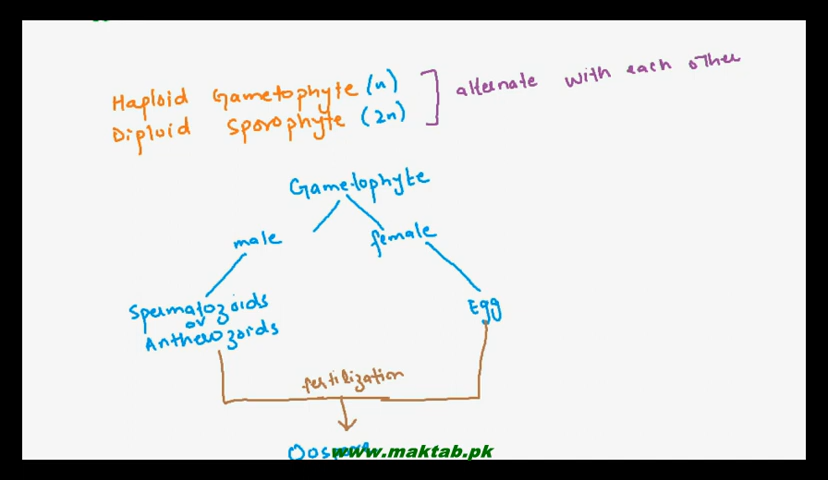 Haploid Gametophyte (n)
Diploid Sporophyte (2n)
alternate with each other
Gametophyte
male
female
Spermatozoids
or
Antherozoids
Egg
fertilization
www.maktab.pk